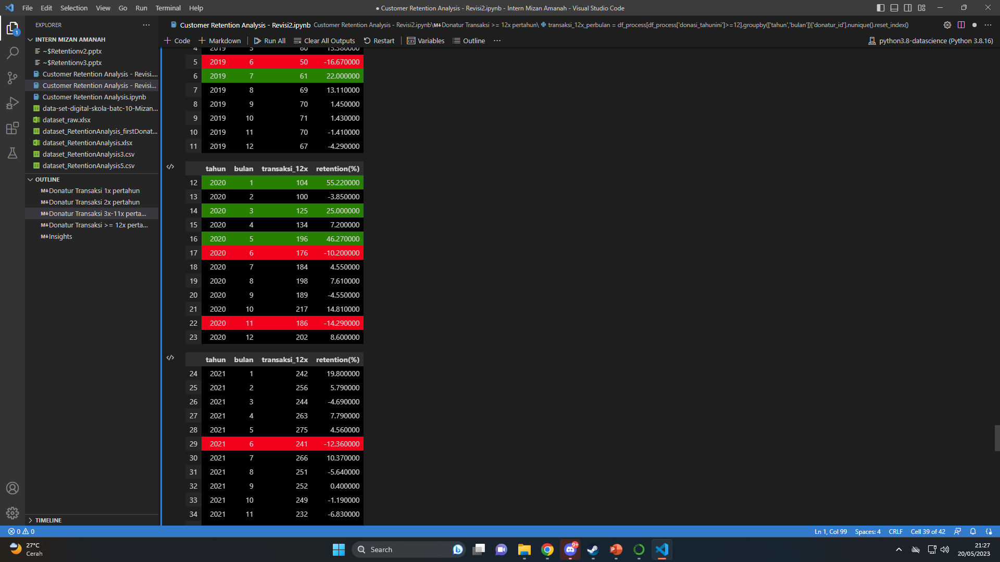 File Edit Selection View Go Run Terminal Help
● Customer Retention Analysis - Revisi2.ipynb - Intern Mizan Amanah - Visual Studio Code
EXPLORER
1
INTERN MIZAN AMANAH
~$Retentionv2.pptx
~$Retentionv3.pptx
Customer Retention Analysis - Revisi....
Customer Retention Analysis - Revisi...
Customer Retention Analysis.ipynb
data-set-digital-skola-batc-10-Mizan...
dataset_raw.xlsx
dataset_RetentionAnalysis_firstDonat...
dataset_RetentionAnalysis.xlsx
dataset_RetentionAnalysis3.csv
dataset_RetentionAnalysis5.csv
OUTLINE
M↓Donatur Transaksi 1x pertahun
M↓Donatur Transaksi 2x pertahun
M↓Donatur Transaksi 3x-11x perta...
M↓Donatur Transaksi >= 12x perta...
M↓Insights
TIMELINE
Customer Retention Analysis - Revisi2.ipynb Customer Retention Analysis - Revisi2.ipynb\M↓Donatur Transaksi >= 12x pertahun\ transaksi_12x_perbulan = df_process[df_process['donasi_tahunini']>=12].groupby(['tahun','bulan'])['donatur_id'].nunique().reset_index()
+ Code + Markdown Run All Clear All Outputs Restart Variables Outline ...
python3.8-datascience (Python 3.8.16)
4 2019 5 60 15.380000
5 2019 6 50 -16.670000
6 2019 7 61 22.000000
7 2019 8 69 13.110000
8 2019 9 70 1.450000
9 2019 10 71 1.430000
10 2019 11 70 -1.410000
11 2019 12 67 -4.290000
</>
tahun bulan transaksi_12x retention(%)
12 2020 1 104 55.220000
13 2020 2 100 -3.850000
14 2020 3 125 25.000000
15 2020 4 134 7.200000
16 2020 5 196 46.270000
17 2020 6 176 -10.200000
18 2020 7 184 4.550000
19 2020 8 198 7.610000
20 2020 9 189 -4.550000
21 2020 10 217 14.810000
22 2020 11 186 -14.290000
23 2020 12 202 8.600000
</>
tahun bulan transaksi_12x retention(%)
24 2021 1 242 19.800000
25 2021 2 256 5.790000
26 2021 3 244 -4.690000
27 2021 4 263 7.790000
28 2021 5 275 4.560000
29 2021 6 241 -12.360000
30 2021 7 266 10.370000
31 2021 8 251 -5.640000
32 2021 9 252 0.400000
33 2021 10 249 -1.190000
34 2021 11 232 -6.830000
0 0
Ln 1, Col 99 Spaces: 4 CRLF Cell 39 of 42
27°C
Cerah
Search
9+
21:27
20/05/2023